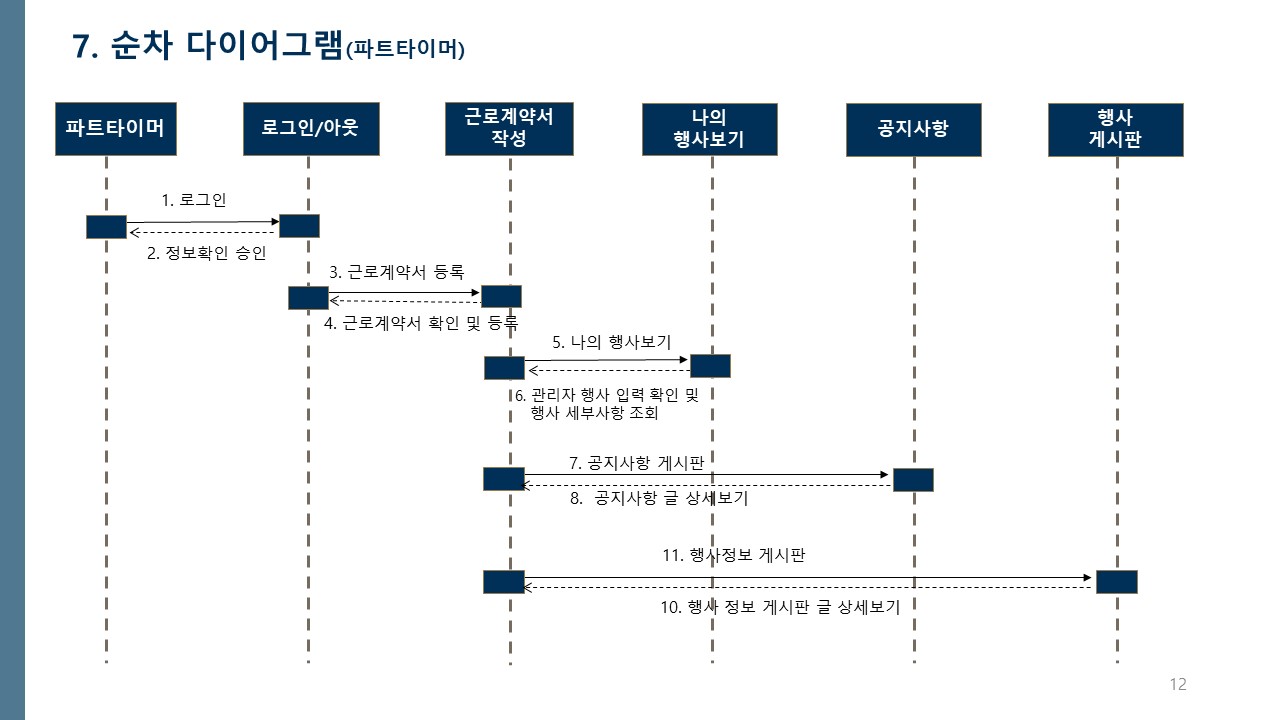 7. 순차 다이어그램(파트타이머)
파트타이머
로그인/아웃
근로계약서
작성
나의
행사보기
공지사항
행사
게시판
1. 로그인
2. 정보확인 승인
3. 근로계약서 등록
4. 근로계약서 확인 및 등록
5. 나의 행사보기
6. 관리자 행사 입력 확인 및
행사 세부사항 조회
7. 공지사항 게시판
8. 공지사항 글 상세보기
11. 행사정보 게시판
10. 행사 정보 게시판 글 상세보기
12